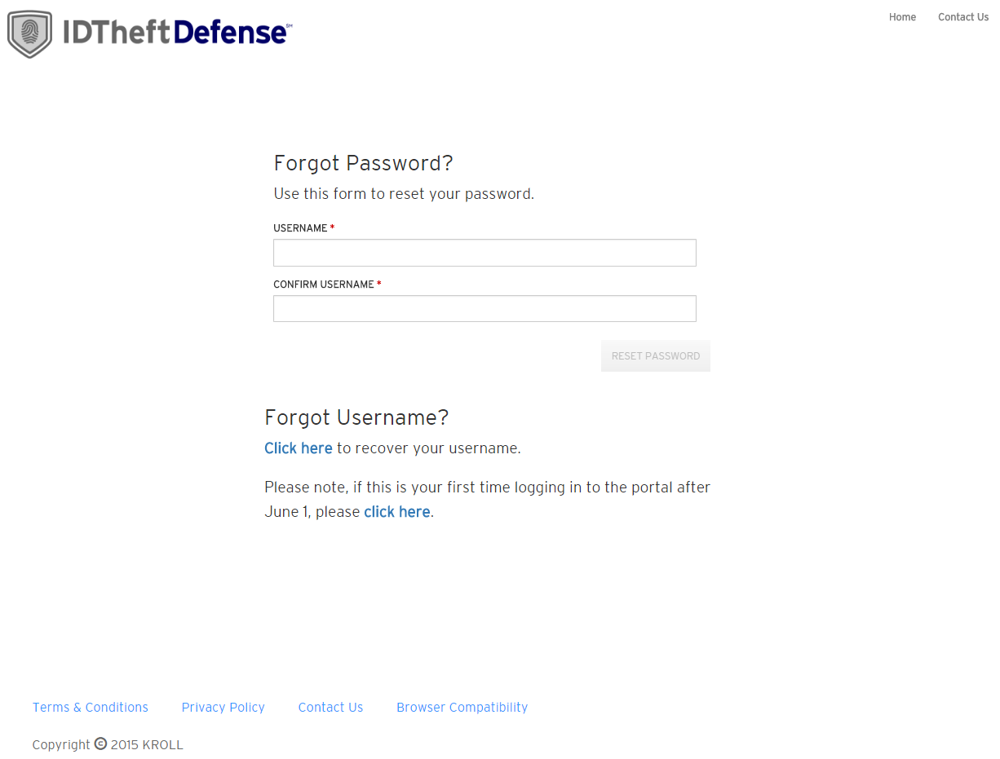 IDTheftDefense℠
Home Contact Us
Forgot Password?
Use this form to reset your password.
USERNAME *
CONFIRM USERNAME *
RESET PASSWORD
Forgot Username?
Click here to recover your username.
Please note, if this is your first time logging in to the portal after
June 1, please click here.
Terms & Conditions Privacy Policy Contact Us Browser Compatibility
Copyright © 2015 KROLL